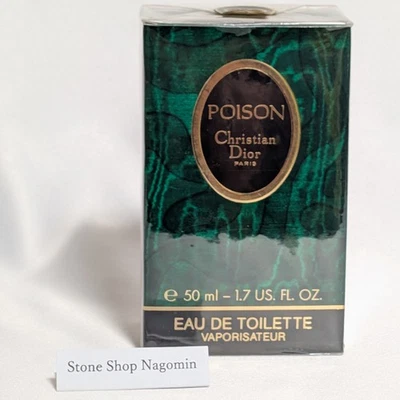 POISON
Christian
Dior
PARIS
℮ 50 ml – 1.7 US. FL. OZ.
EAU DE TOILETTE
VAPORISATEUR
Stone Shop Nagomin